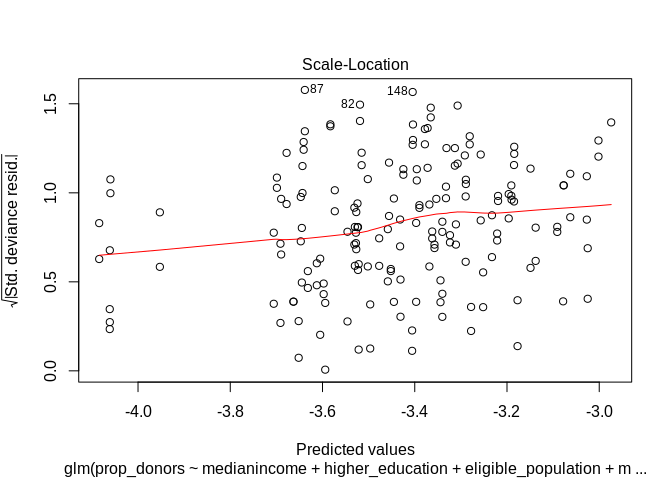 Scale-Location
87
82
148
√|Std. deviance resid.|
1.5
1.0
0.5
0.0
-4.0 -3.8 -3.6 -3.4 -3.2 -3.0
Predicted values
glm(prop_donors ~ medianincome + higher_education + eligible_population + m ...